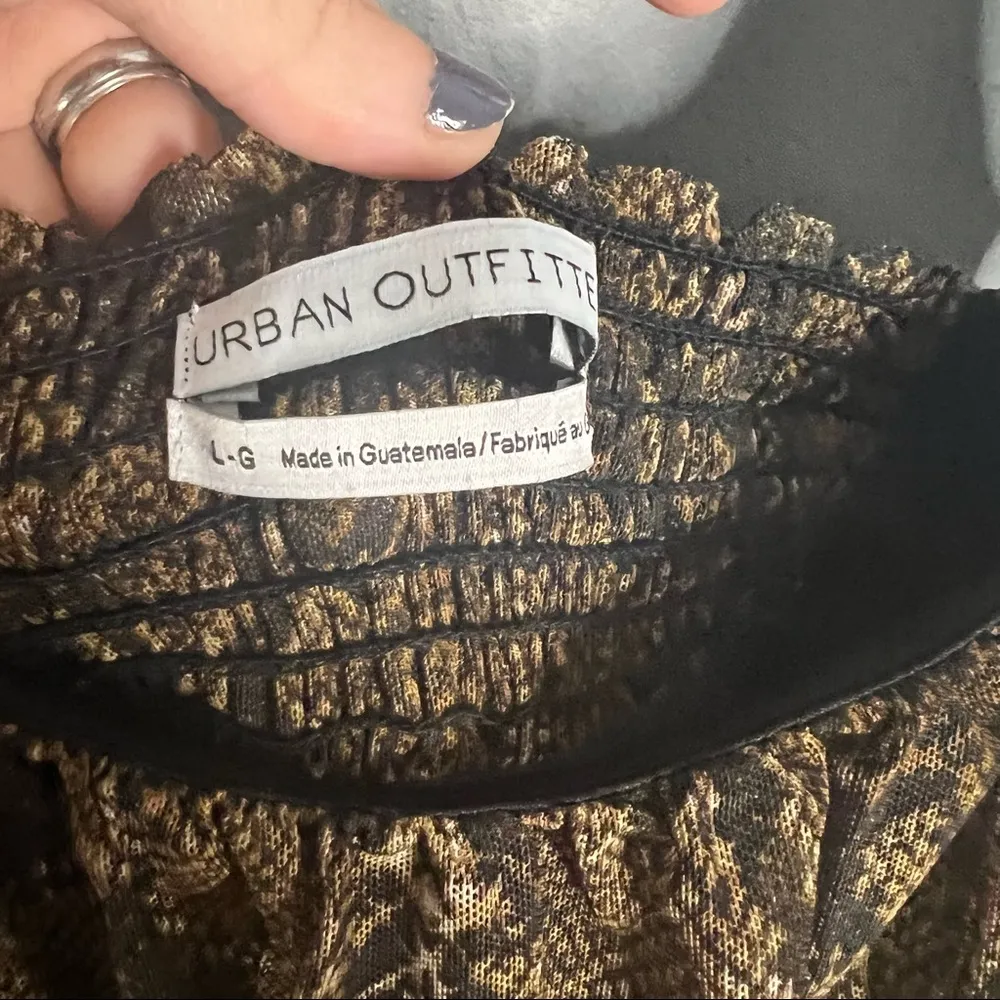 URBAN OUTFITTE
L-G Made in Guatemala/Fabriqué au